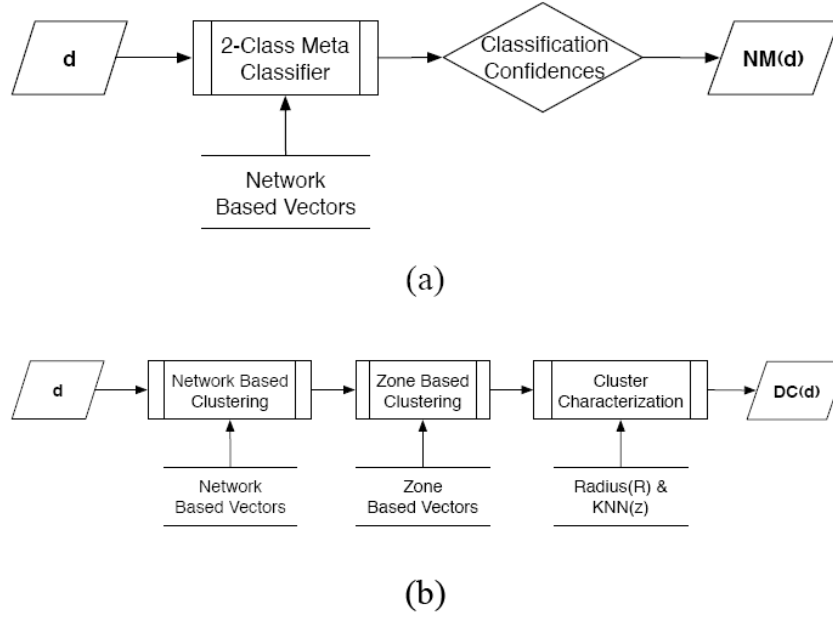 d
2-Class Meta
Classifier
Classification
Confidences
NM(d)
Network
Based Vectors
(a)
d
Network Based
Clustering
Zone Based
Clustering
Cluster
Characterization
DC(d)
Network
Based Vectors
Zone
Based Vectors
Radius(R) &
KNN(z)
(b)